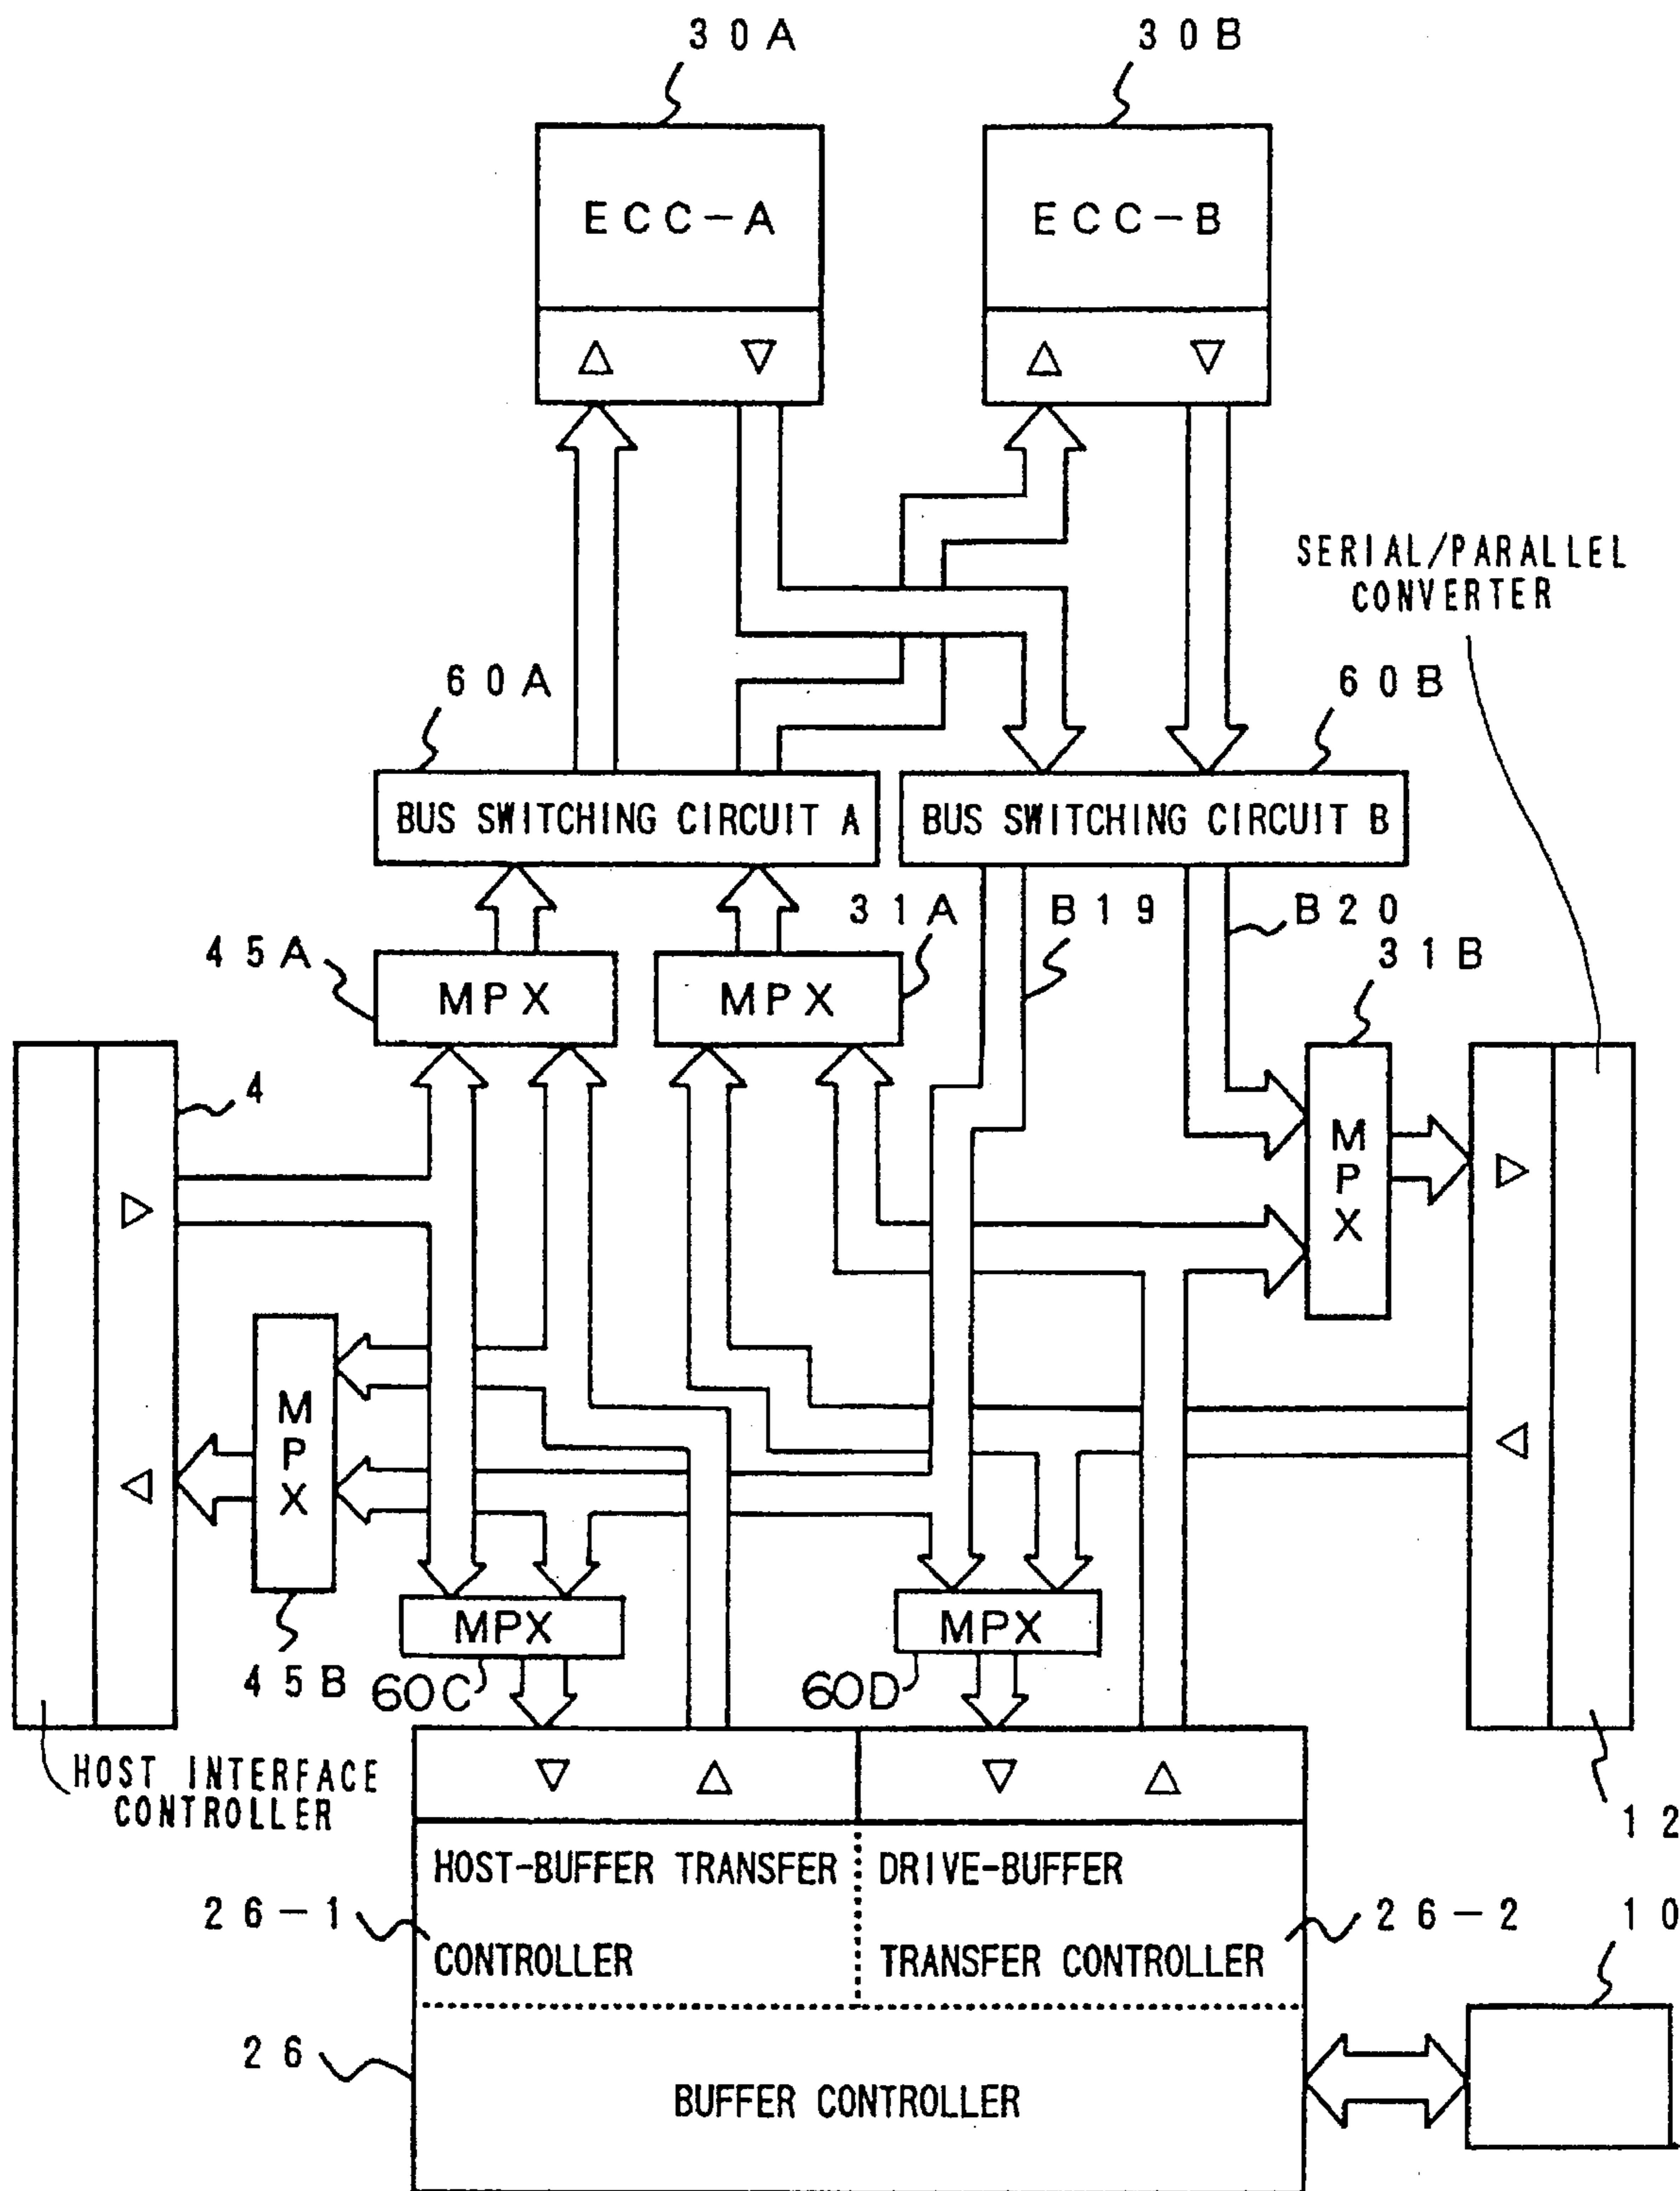 30A 30B
ECC-A ECC-B
SERIAL/PARALLEL
CONVERTER
60A 60B
BUS SWITCHING CIRCUIT A BUS SWITCHING CIRCUIT B
31A B19 B20
45A 31B
MPX MPX
4
MPX
MPX
MPX MPX
45B 60C 60D
HOST INTERFACE
CONTROLLER
12
HOST-BUFFER TRANSFER DRIVE-BUFFER
26-1 26-2 10
CONTROLLER TRANSFER CONTROLLER
26
BUFFER CONTROLLER